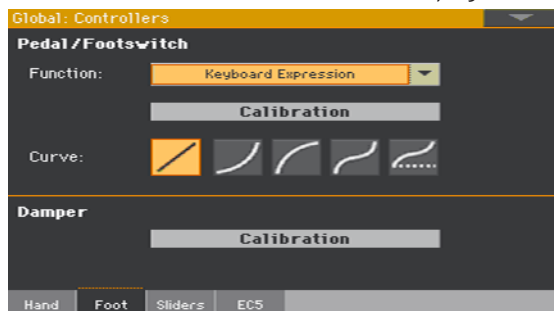 Global: Controllers
Pedal/Footswitch
Function: Keyboard Expression
Calibration
Curve:
Damper
Calibration
Hand Foot Sliders EC5